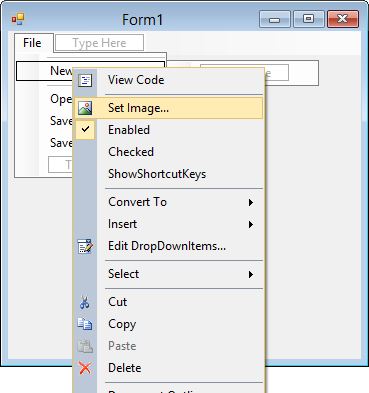 Form1
File
Type Here
New
View Code
Set Image...
Ope
Enabled
Save
Checked
Save
ShowShortcutKeys
Convert To
Insert
Edit DropDownItems...
Select
Cut
Copy
Paste
Delete